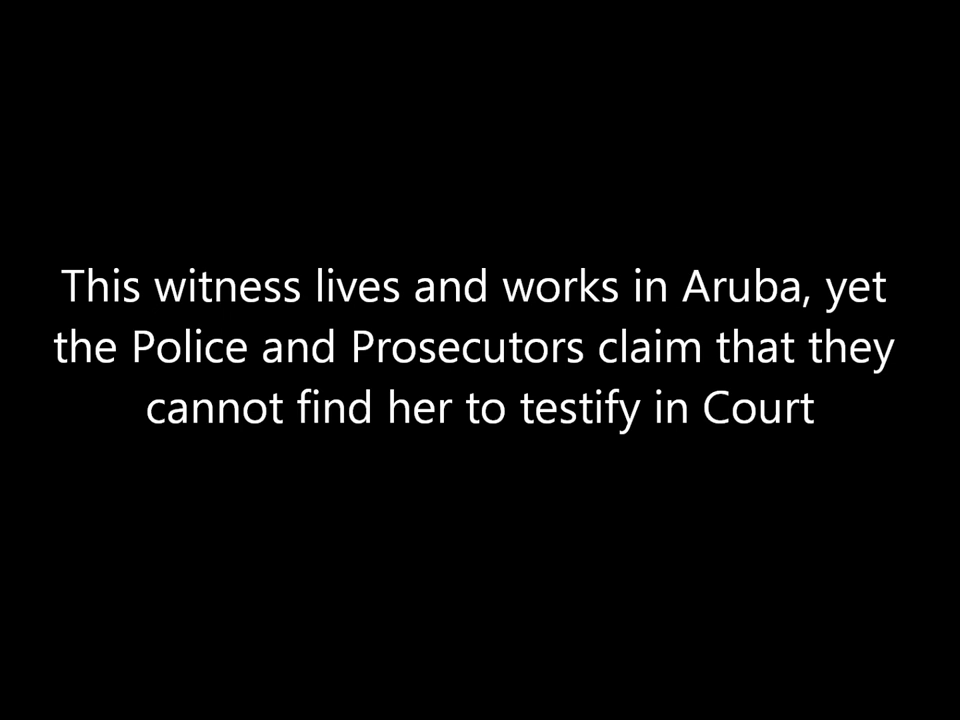 This witness lives and works in Aruba, yet
the Police and Prosecutors claim that they
cannot find her to testify in Court